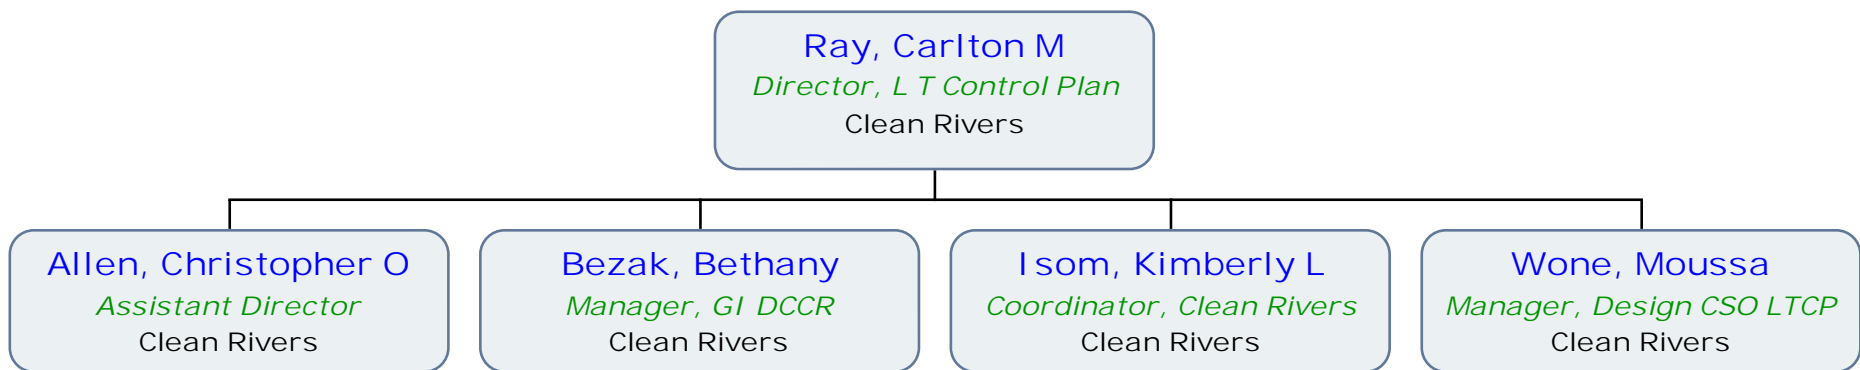 Ray, Carlton M
Director, L T Control Plan
Clean Rivers
Allen, Christopher O
Assistant Director
Clean Rivers
Bezak, Bethany
Manager, GI DCCR
Clean Rivers
Isom, Kimberly L
Coordinator, Clean Rivers
Clean Rivers
Wone, Moussa
Manager, Design CSO LTCP
Clean Rivers